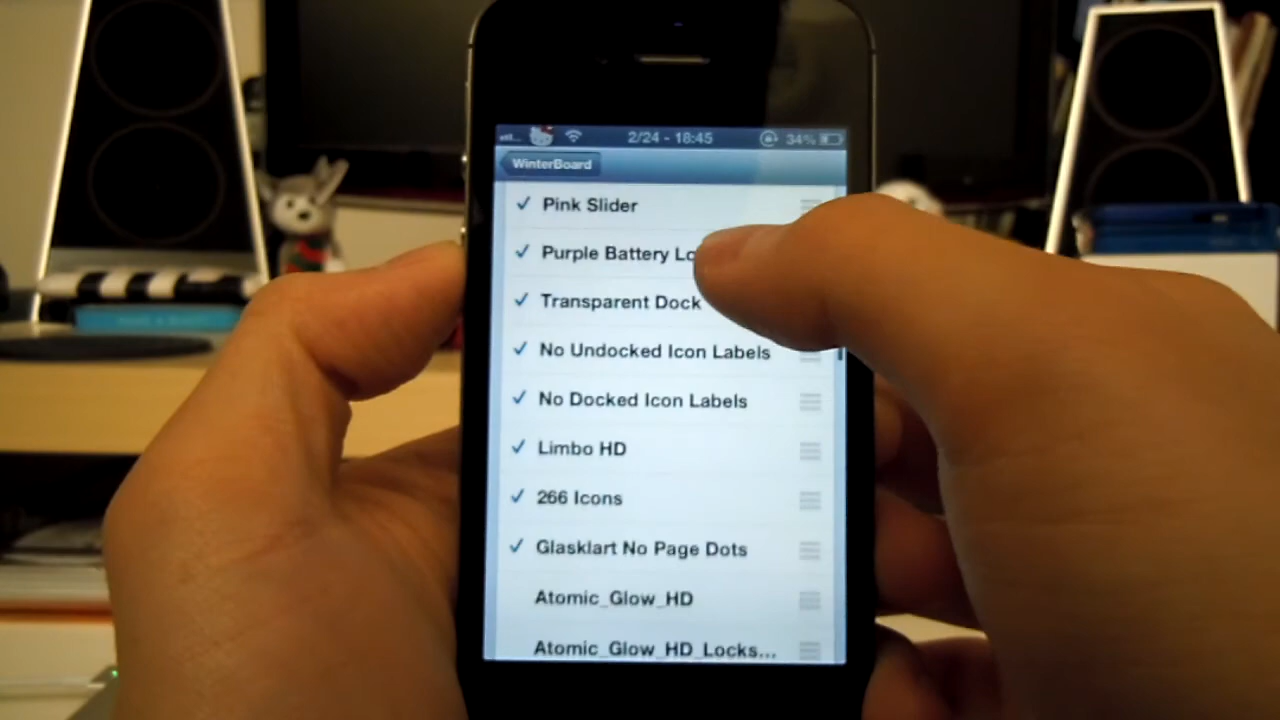 2/24 - 18:45 34%
WinterBoard
Pink Slider
Purple Battery
Transparent Dock
No Undocked Icon Labels
No Docked Icon Labels
Limbo HD
266 Icons
Glasklart No Page Dots
Atomic_Glow_HD
Atomic_Glow_HD_Locks...